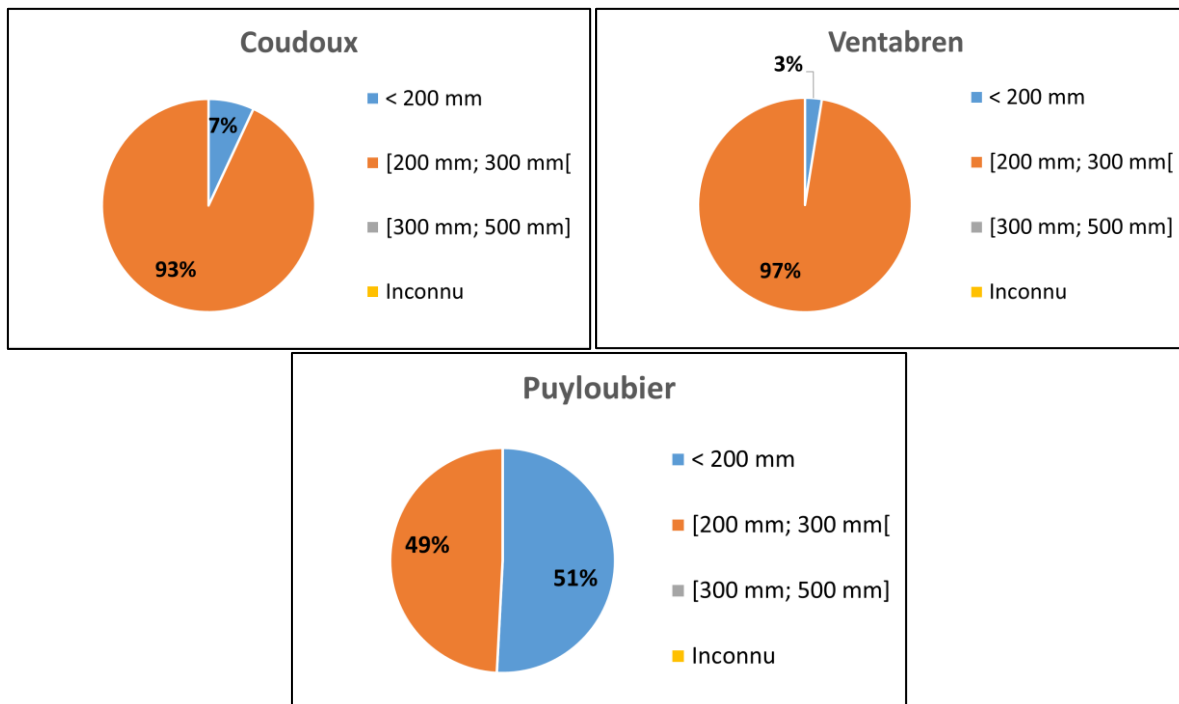 Coudoux
7%
93%
< 200 mm
[200 mm; 300 mm[
[300 mm; 500 mm]
Inconnu
Ventabren
3%
97%
< 200 mm
[200 mm; 300 mm[
[300 mm; 500 mm]
Inconnu
Puyloubier
49%
51%
< 200 mm
[200 mm; 300 mm[
[300 mm; 500 mm]
Inconnu